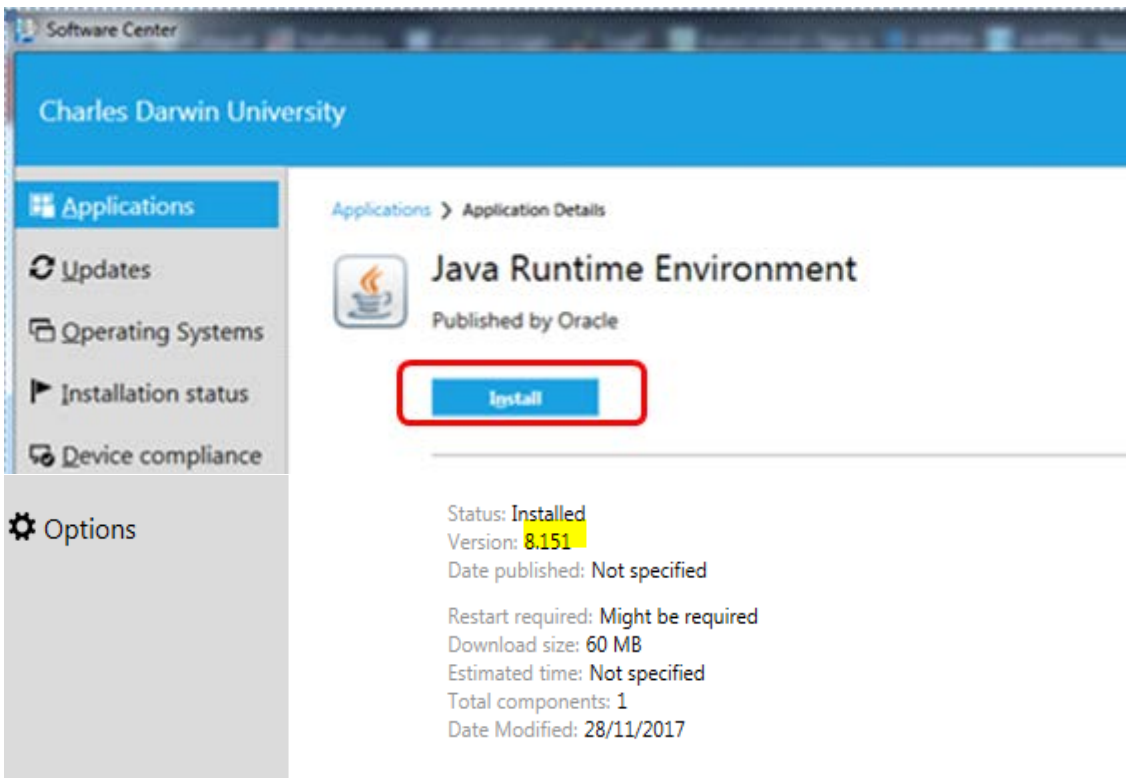 Software Center
Charles Darwin University
Applications
Updates
Operating Systems
Installation status
Device compliance
Options
Applications > Application Details
Java Runtime Environment
Published by Oracle
Install
Status: Installed
Version: 8.151
Date published: Not specified
Restart required: Might be required
Download size: 60 MB
Estimated time: Not specified
Total components: 1
Date Modified: 28/11/2017